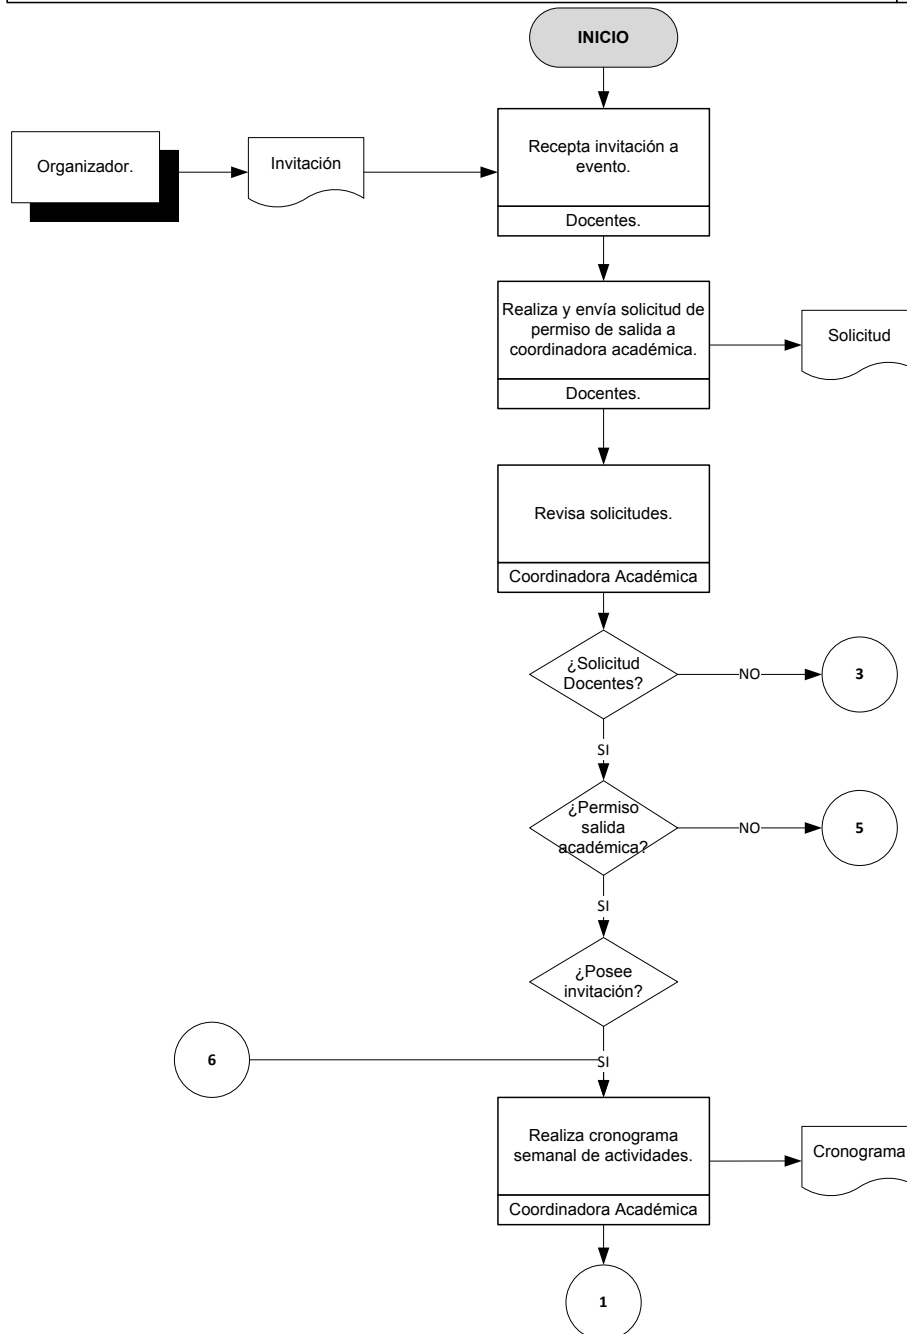 INICIO
Organizador.
Invitación
Recepta invitación a
evento.
Docentes.
Realiza y envía solicitud de
permiso de salida a
coordinadora académica.
Docentes.
Solicitud
Revisa solicitudes.
Coordinadora Académica
¿Solicitud
Docentes?
NO
3
SI
¿Permiso
salida
académica?
NO
5
SI
¿Posee
invitación?
6
SI
Realiza cronograma
semanal de actividades.
Coordinadora Académica
Cronograma
1